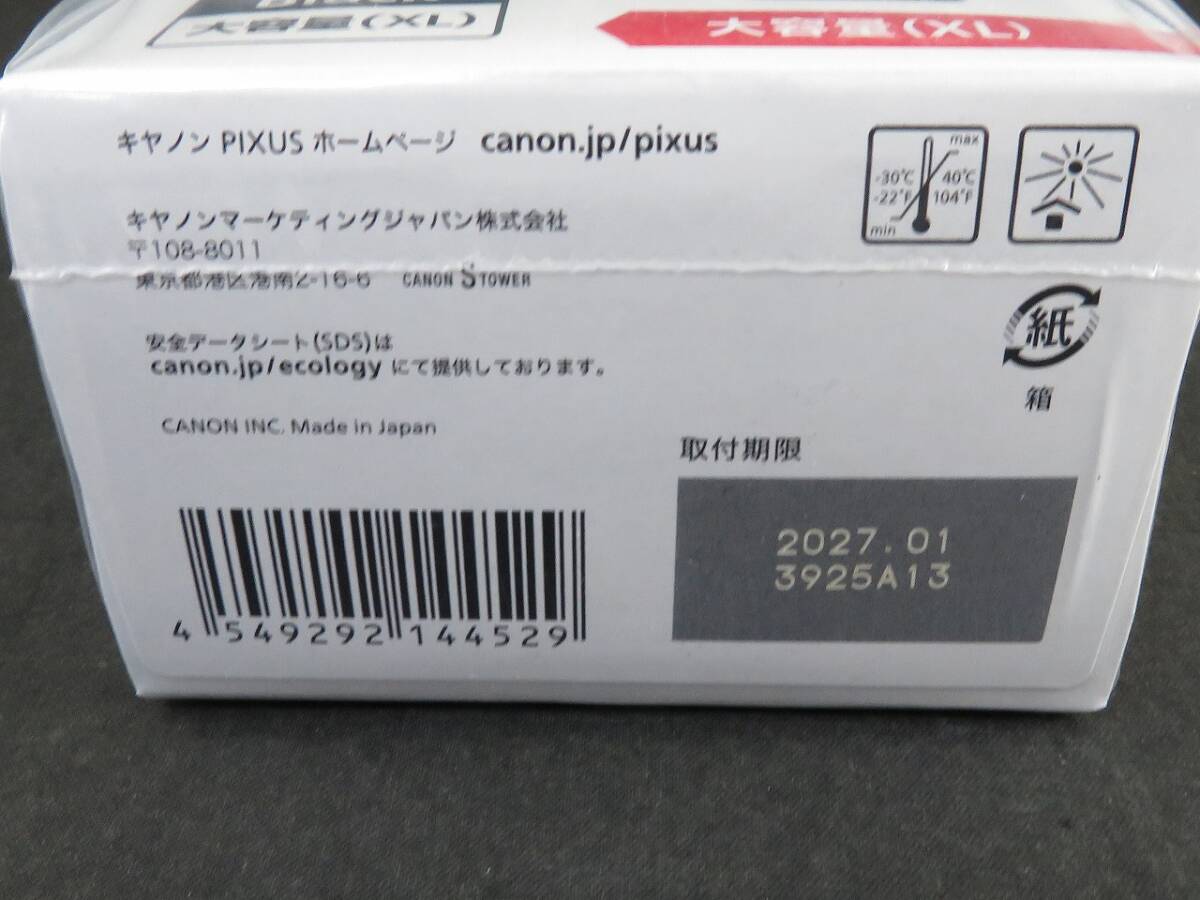 大容量(XL)
大容量(XL)
キヤノン PIXUS ホームページ canon.jp/pixus
max
-30℃ 40℃
-22°F 104°F
min
キヤノンマーケティングジャパン株式会社
〒108-8011
東京都港区港南2-16-6 CANON S TOWER
紙
箱
安全データシート(SDS)は
canon.jp/ecology にて提供しております。
CANON INC. Made in Japan
取付期限
2027.01
3925A13
4 549292 144529